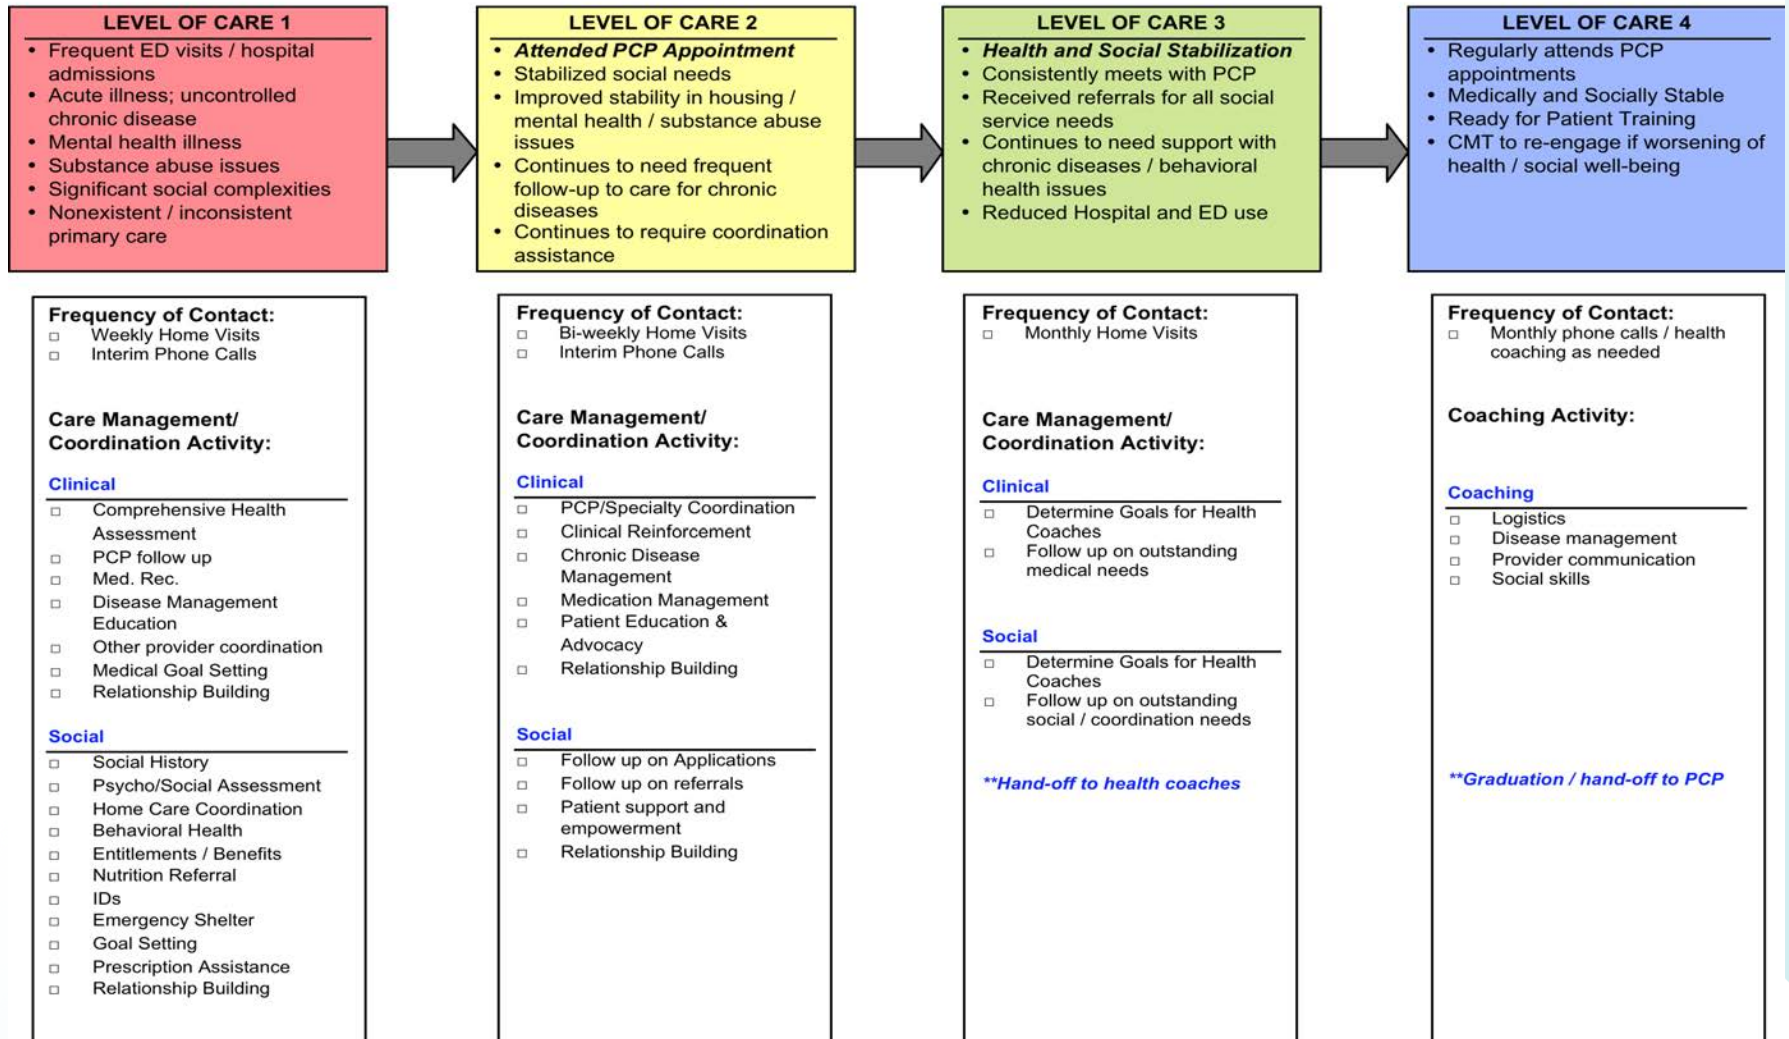 LEVEL OF CARE 1
• Frequent ED visits / hospital
admissions
• Acute illness; uncontrolled
chronic disease
• Mental health illness
• Substance abuse issues
• Significant social complexities
• Nonexistent / inconsistent
primary care
LEVEL OF CARE 2
• Attended PCP Appointment
• Stabilized social needs
• Improved stability in housing /
mental health / substance abuse
issues
• Continues to need frequent
follow-up to care for chronic
diseases
• Continues to require coordination
assistance
LEVEL OF CARE 3
• Health and Social Stabilization
• Consistently meets with PCP
• Received referrals for all social
service needs
• Continues to need support with
chronic diseases / behavioral
health issues
• Reduced Hospital and ED use
LEVEL OF CARE 4
• Regularly attends PCP
appointments
• Medically and Socially Stable
• Ready for Patient Training
• CMT to re-engage if worsening of
health / social well-being
Frequency of Contact:
□ Weekly Home Visits
□ Interim Phone Calls
Care Management/
Coordination Activity:
Clinical
□ Comprehensive Health
Assessment
□ PCP follow up
□ Med. Rec.
□ Disease Management
Education
□ Other provider coordination
□ Medical Goal Setting
□ Relationship Building
Social
□ Social History
□ Psycho/Social Assessment
□ Home Care Coordination
□ Behavioral Health
□ Entitlements / Benefits
□ Nutrition Referral
□ IDs
□ Emergency Shelter
□ Goal Setting
□ Prescription Assistance
□ Relationship Building
Frequency of Contact:
□ Bi-weekly Home Visits
□ Interim Phone Calls
Care Management/
Coordination Activity:
Clinical
□ PCP/Specialty Coordination
□ Clinical Reinforcement
□ Chronic Disease
Management
□ Medication Management
□ Patient Education &
Advocacy
□ Relationship Building
Social
□ Follow up on Applications
□ Follow up on referrals
□ Patient support and
empowerment
□ Relationship Building
Frequency of Contact:
□ Monthly Home Visits
Care Management/
Coordination Activity:
Clinical
□ Determine Goals for Health
Coaches
□ Follow up on outstanding
medical needs
Social
□ Determine Goals for Health
Coaches
□ Follow up on outstanding
social / coordination needs
**Hand-off to health coaches
Frequency of Contact:
□ Monthly phone calls / health
coaching as needed
Coaching Activity:
Coaching
□ Logistics
□ Disease management
□ Provider communication
□ Social skills
**Graduation / hand-off to PCP